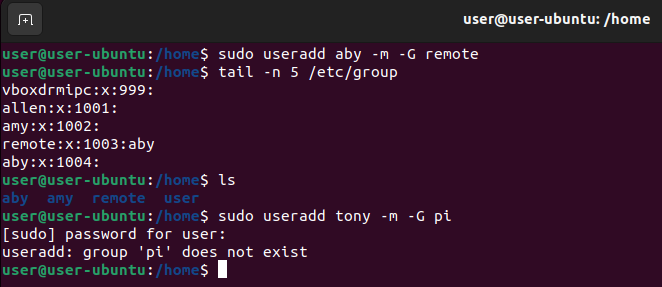 user@user-ubuntu: /home
user@user-ubuntu:/home$ sudo useradd aby -m -G remote
user@user-ubuntu:/home$ tail -n 5 /etc/group
vboxdrmipc:x:999:
allen:x:1001:
amy:x:1002:
remote:x:1003:aby
aby:x:1004:
user@user-ubuntu:/home$ ls
aby amy remote user
user@user-ubuntu:/home$ sudo useradd tony -m -G pi
[sudo] password for user:
useradd: group 'pi' does not exist
user@user-ubuntu:/home$